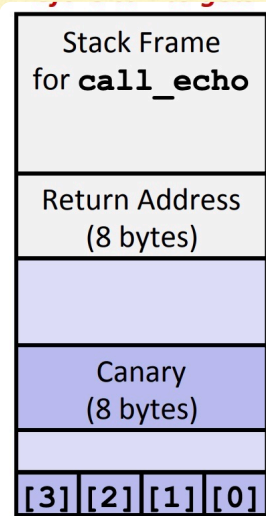 Stack Frame
for call_echo
Return Address
(8 bytes)
Canary
(8 bytes)
[3] [2] [1] [0]